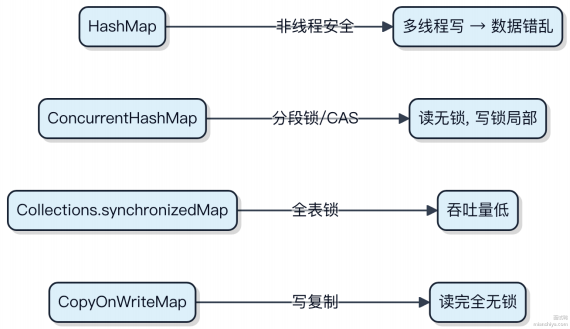 HashMap 非线程安全 多线程写 → 数据错乱
ConcurrentHashMap 分段锁/CAS 读无锁, 写锁局部
Collections.synchronizedMap 全表锁 吞吐量低
CopyOnWriteMap 写复制 读完全无锁